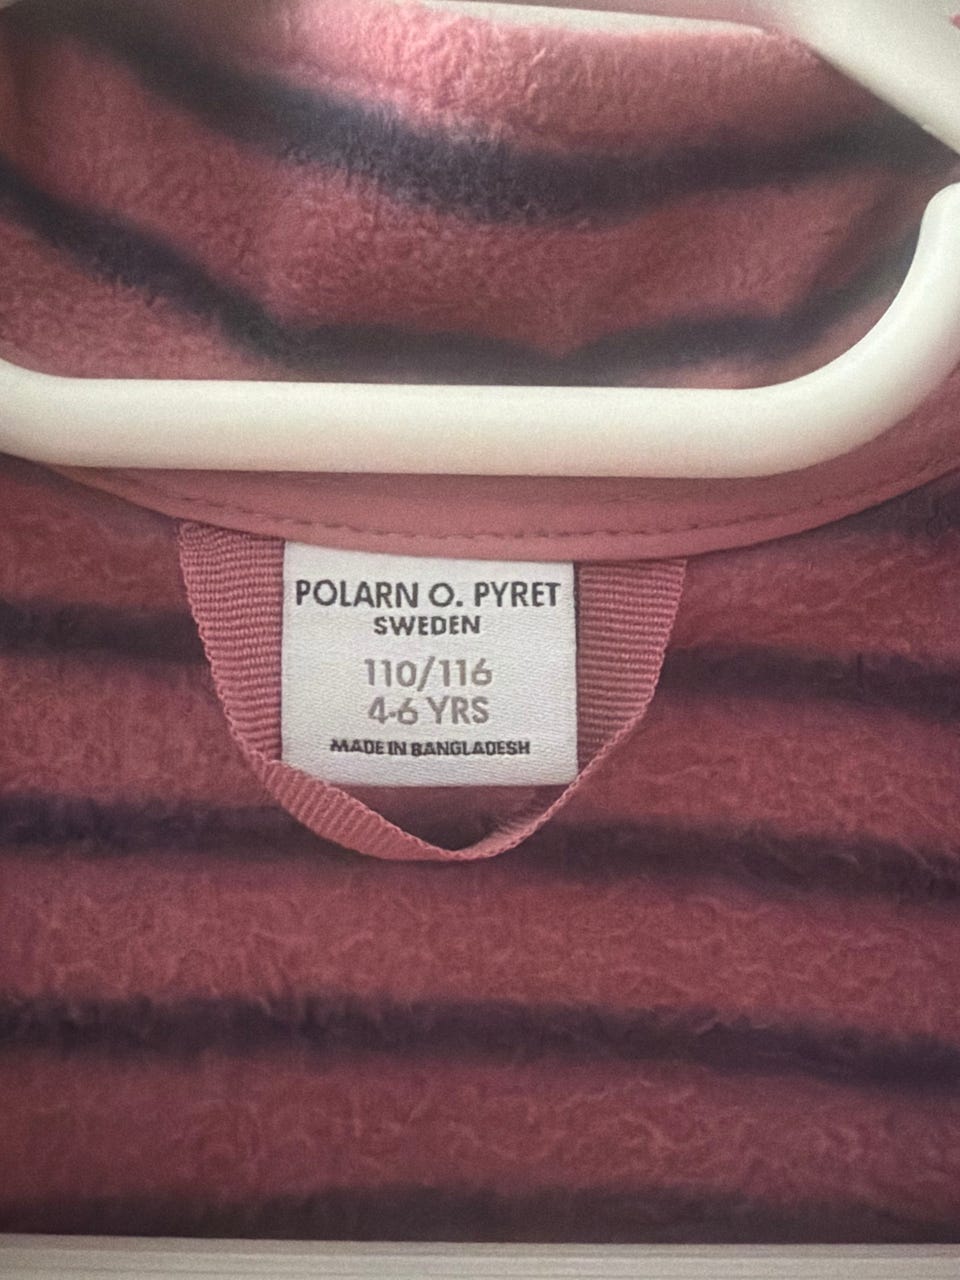 POLARN O. PYRET
SWEDEN
110/116
4-6 YRS
MADE IN BANGLADESH